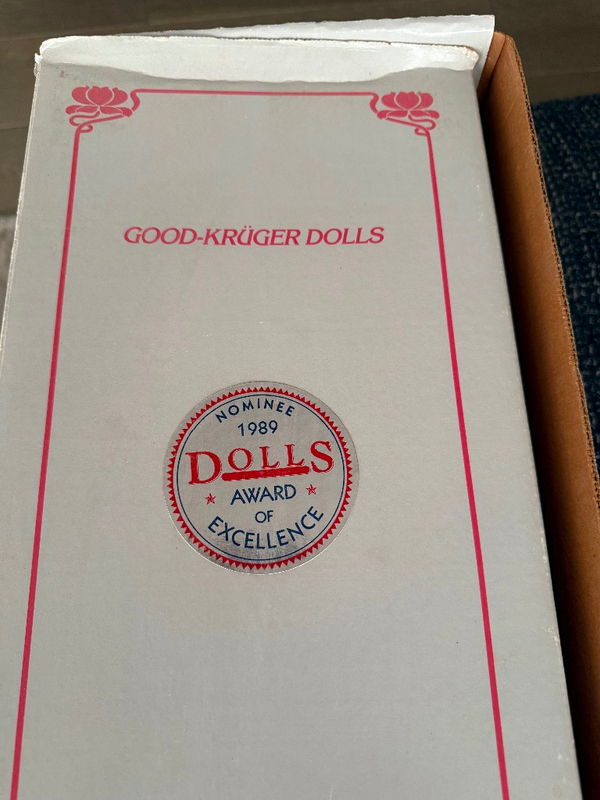 GOOD-KRÜGER DOLLS
NOMINEE
1989
DOLLS
AWARD
OF
EXCELLENCE